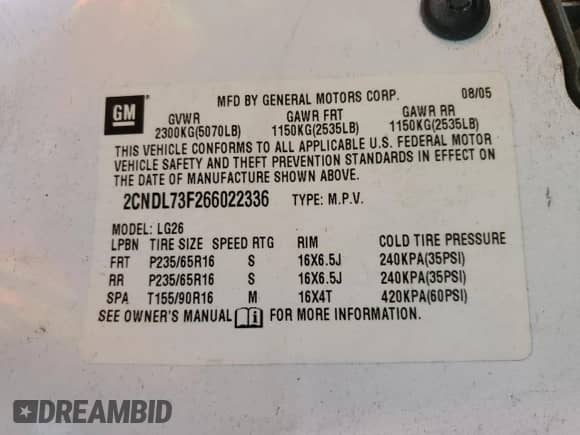 GM
MFD BY GENERAL MOTORS CORP. 08/05
GVWR GAWR FRT GAWR RR
2300KG(5070LB) 1150KG(2535LB) 1150KG(2535LB)
THIS VEHICLE CONFORMS TO ALL APPLICABLE U.S. FEDERAL MOTOR
VEHICLE SAFETY AND THEFT PREVENTION STANDARDS IN EFFECT ON
THE DATE OF MANUFACTURE SHOWN ABOVE.
2CNDL73F266022336 TYPE: M.P.V.
MODEL: LG26
LPBN TIRE SIZE SPEED RTG RIM COLD TIRE PRESSURE
FRT P235/65R16 S 16X6.5J 240KPA(35PSI)
RR P235/65R16 S 16X6.5J 240KPA(35PSI)
SPA T155/90R16 M 16X4T 420KPA(60PSI)
SEE OWNER'S MANUAL FOR MORE INFORMATION.
DREAMBID